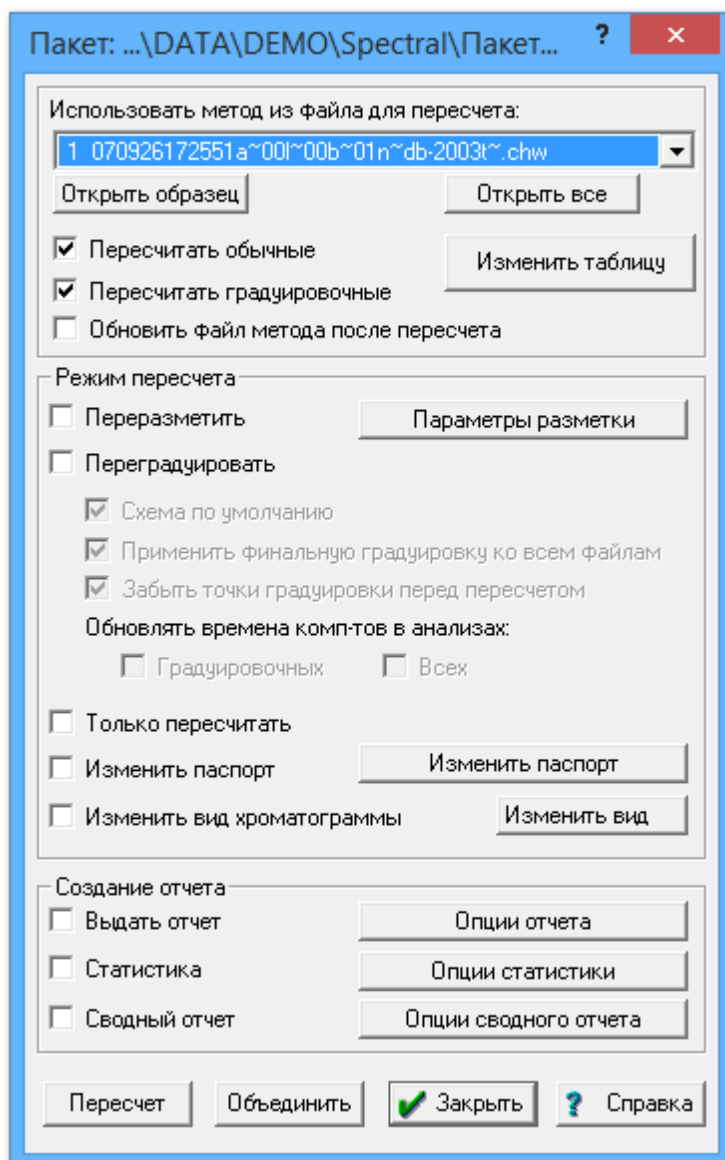 Пакет: ...\DATA\DEMO\Spectral\Пакет... ?
Использовать метод из файла для пересчета:
1 070926172551a~00l~00b~01n~db-2003t~.chw
Открыть образец Открыть все
Пересчитать обычные
Изменить таблицу
Пересчитать градуировочные
Обновить файл метода после пересчета
Режим пересчета
Переразметить Параметры разметки
Переградуировать
Схема по умолчанию
Применить финальную градуировку ко всем файлам
Забыть точки градуировки перед пересчетом
Обновлять времена комп-тов в анализах:
Градуировочных Всех
Только пересчитать
Изменить паспорт Изменить паспорт
Изменить вид хроматограммы Изменить вид
Создание отчета
Выдать отчет Опции отчета
Статистика Опции статистики
Сводный отчет Опции сводного отчета
Пересчет Объединить Закрыть ? Справка